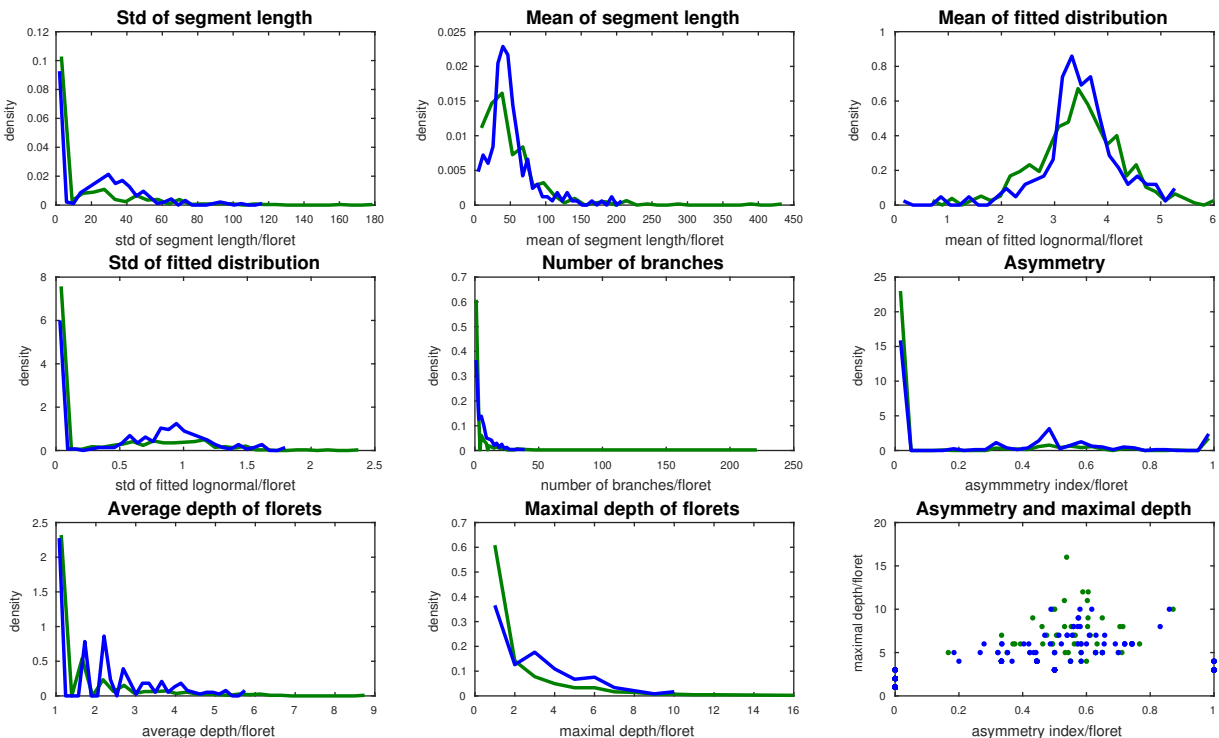 Std of segment length
0.12
0.1
0.08
0.06
0.04
0.02
0
density
0 20 40 60 80 100 120 140 160 180
std of segment length/floret
Mean of segment length
0.025
0.02
0.015
0.01
0.005
0
density
0 50 100 150 200 250 300 350 400 450
mean of segment length/floret
Mean of fitted distribution
1
0.8
0.6
0.4
0.2
0
density
0 1 2 3 4 5 6
mean of fitted lognormal/floret
Std of fitted distribution
8
6
4
2
0
density
0 0.5 1 1.5 2 2.5
std of fitted lognormal/floret
Number of branches
0.7
0.6
0.5
0.4
0.3
0.2
0.1
0
density
0 50 100 150 200 250
number of branches/floret
Asymmetry
25
20
15
10
5
0
density
0 0.2 0.4 0.6 0.8 1
asymmmetry index/floret
Average depth of florets
2.5
2
1.5
1
0.5
0
density
1 2 3 4 5 6 7 8 9
average depth/floret
Maximal depth of florets
0.7
0.6
0.5
0.4
0.3
0.2
0.1
0
density
0 2 4 6 8 10 12 14 16
maximal depth/floret
Asymmetry and maximal depth
20
15
10
5
0
maximal depth/floret
0 0.2 0.4 0.6 0.8 1
asymmetry index/floret